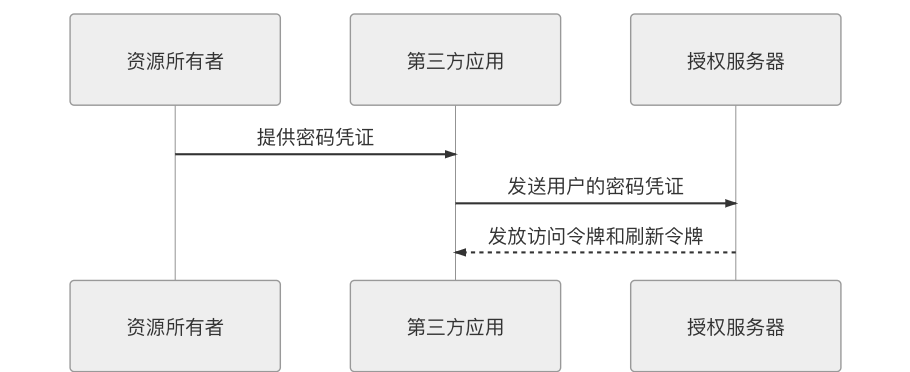 资源所有者
第三方应用
授权服务器
提供密码凭证
发送用户的密码凭证
发放访问令牌和刷新令牌
资源所有者
第三方应用
授权服务器